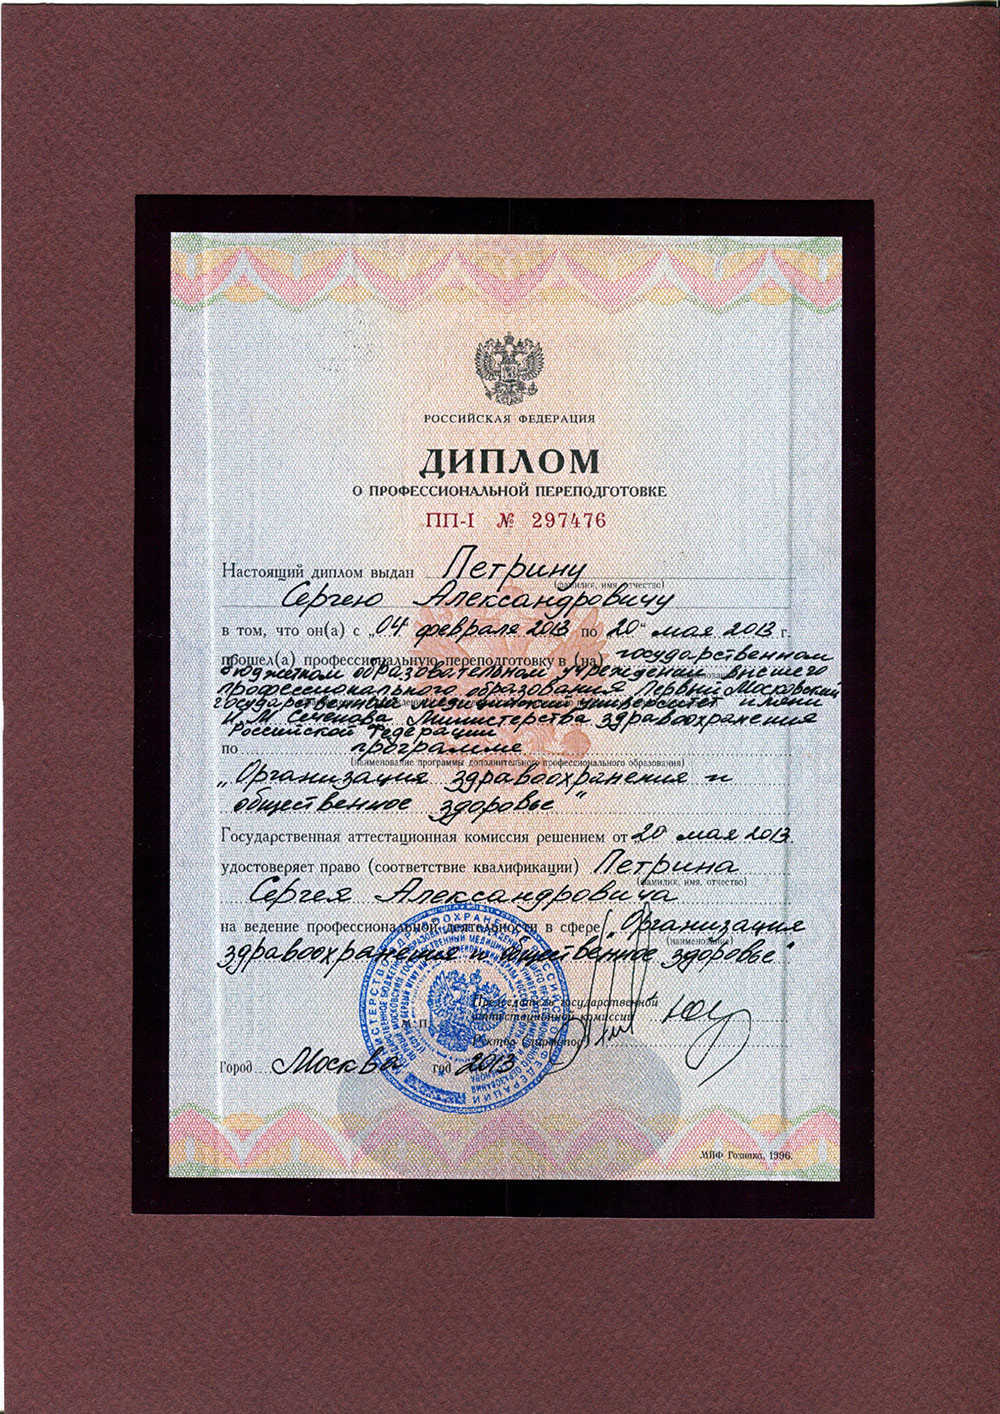 РОССИЙСКАЯ ФЕДЕРАЦИЯ
ДИПЛОМ
О ПРОФЕССИОНАЛЬНОЙ ПЕРЕПОДГОТОВКЕ
ПП-I № 297476
Настоящий диплом выдан Петрину
(фамилия, имя, отчество)
Сергею Александровичу
в том, что он(а) с „04 февраля 2013 по „20“ мая 2013 г.
прошел(а) профессиональную переподготовку в (на) государственном
бюджетном образовательном учреждении высшего
профессионального образования Первый Московский
государственный медицинский университет имени
И.М. Сеченова Министерства здравоохранения
Российской Федерации
по программе
(наименование программы дополнительного профессионального образования)
„Организация здравоохранения и
общественное здоровье“
Государственная аттестационная комиссия решением от „20 мая 2013
удостоверяет право (соответствие квалификации) Петрина
(фамилия, имя, отчество)
Сергея Александровича
на ведение профессиональной деятельности в сфере „Организация
(наименование)
здравоохранения и общественное здоровье“
Председатель государственной
аттестационной комиссии
М.П.
Ректор (директор)
Город Москва год 2013
МПФ Гознака, 1996.